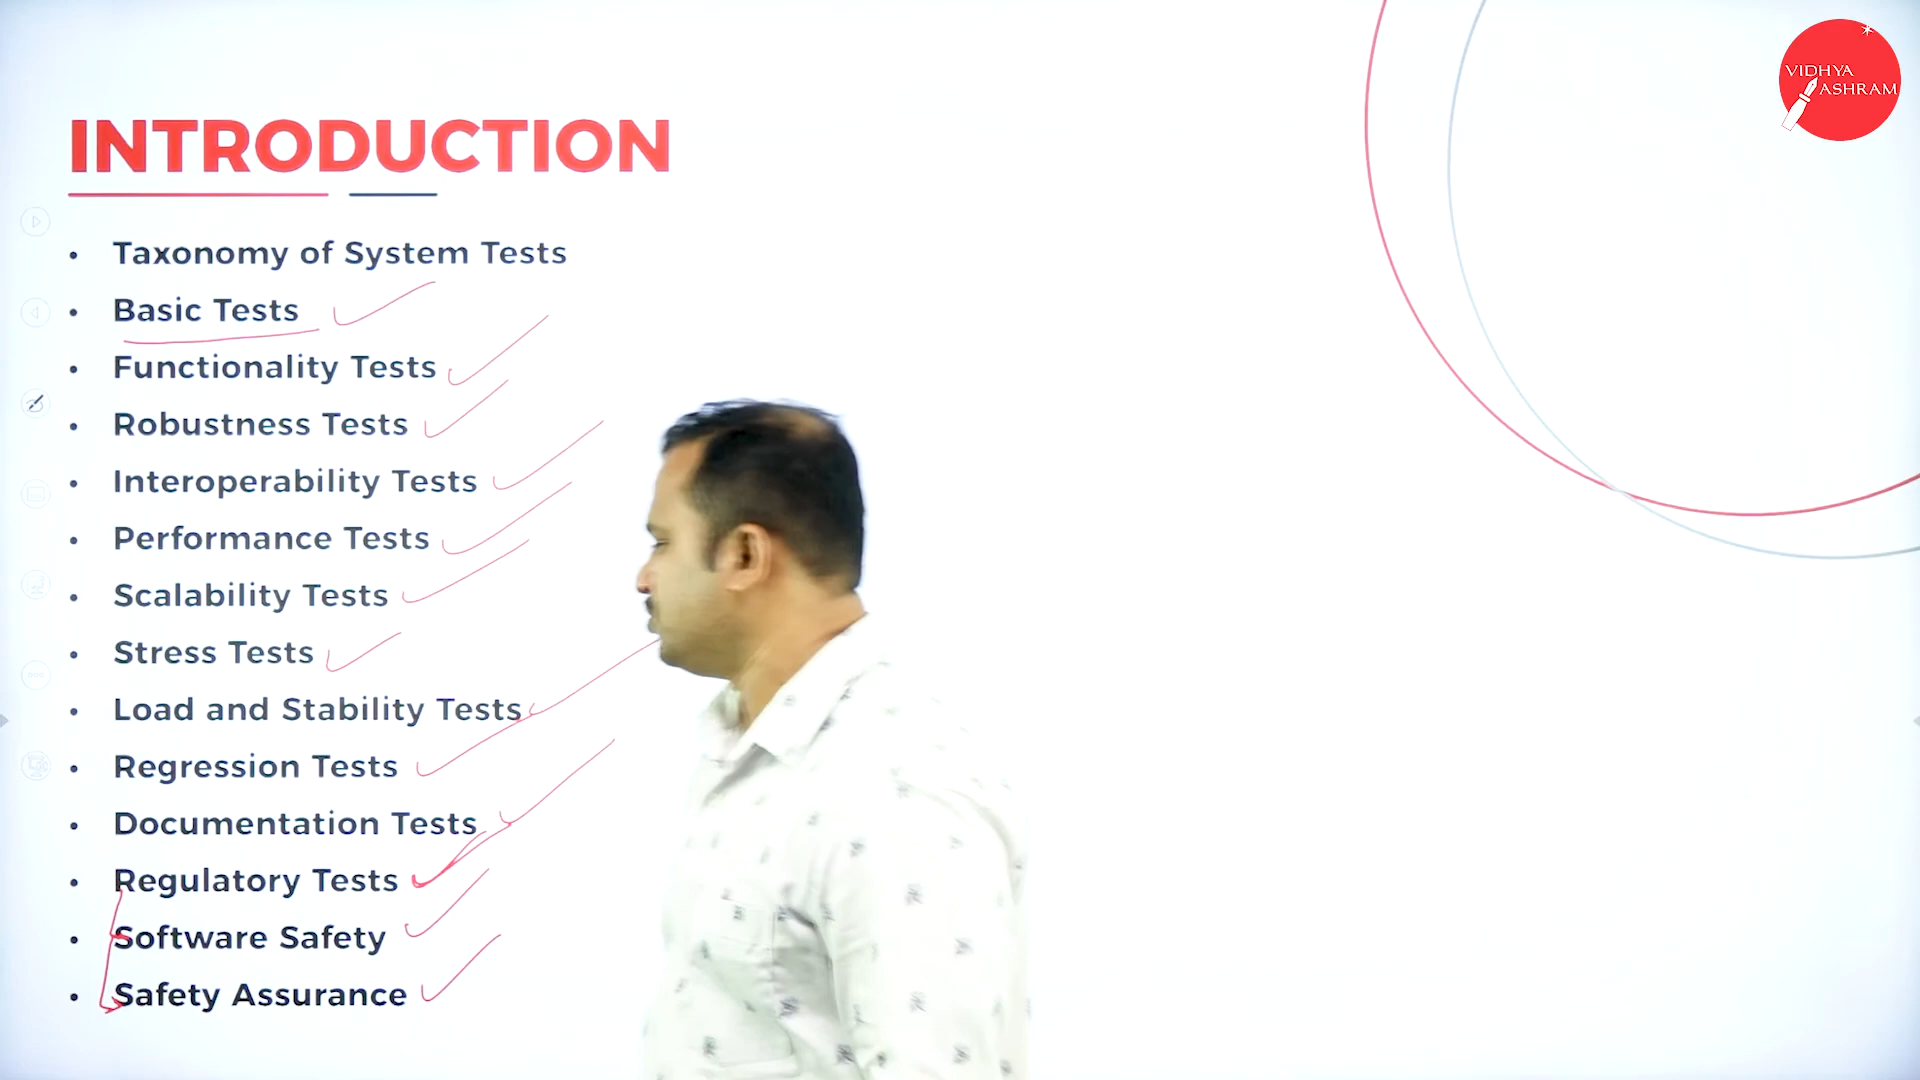 VIDHYA
ASHRAM
INTRODUCTION
• Taxonomy of System Tests
• Basic Tests
• Functionality Tests
• Robustness Tests
• Interoperability Tests
• Performance Tests
• Scalability Tests
• Stress Tests
• Load and Stability Tests
• Regression Tests
• Documentation Tests
• Regulatory Tests
• Software Safety
• Safety Assurance